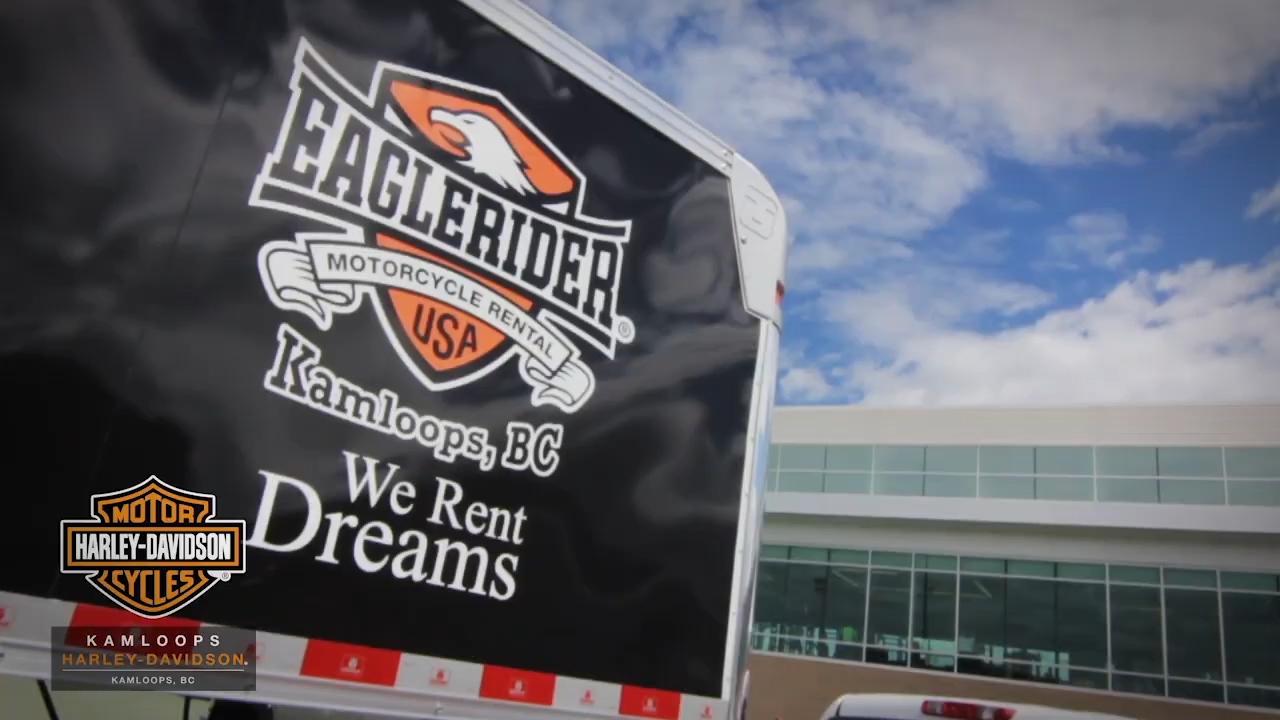 EAGLERIDER®
MOTORCYCLE RENTAL
USA
Kamloops, BC
We Rent
Dreams
MOTOR
HARLEY-DAVIDSON
CYCLES®
KAMLOOPS
HARLEY-DAVIDSON.
KAMLOOPS, BC